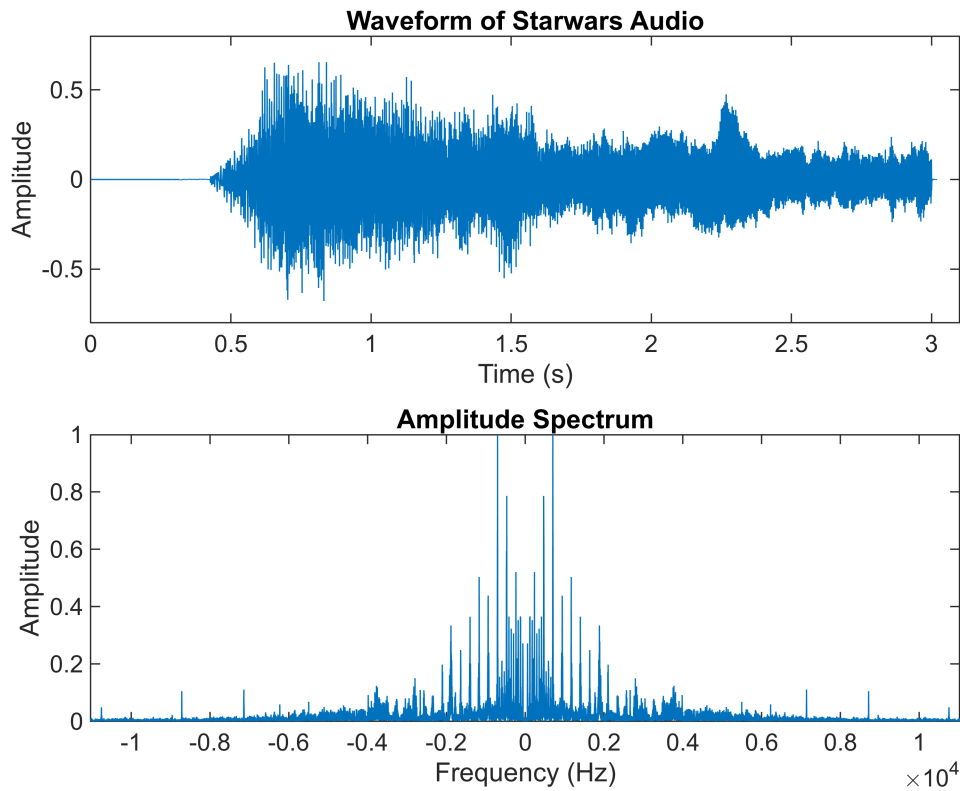 Waveform of Starwars Audio
0.5
0
-0.5
Amplitude
0 0.5 1 1.5 2 2.5 3
Time (s)
Amplitude Spectrum
1
0.8
0.6
0.4
0.2
0
Amplitude
-1 -0.8 -0.6 -0.4 -0.2 0 0.2 0.4 0.6 0.8 1
Frequency (Hz)
×10⁴